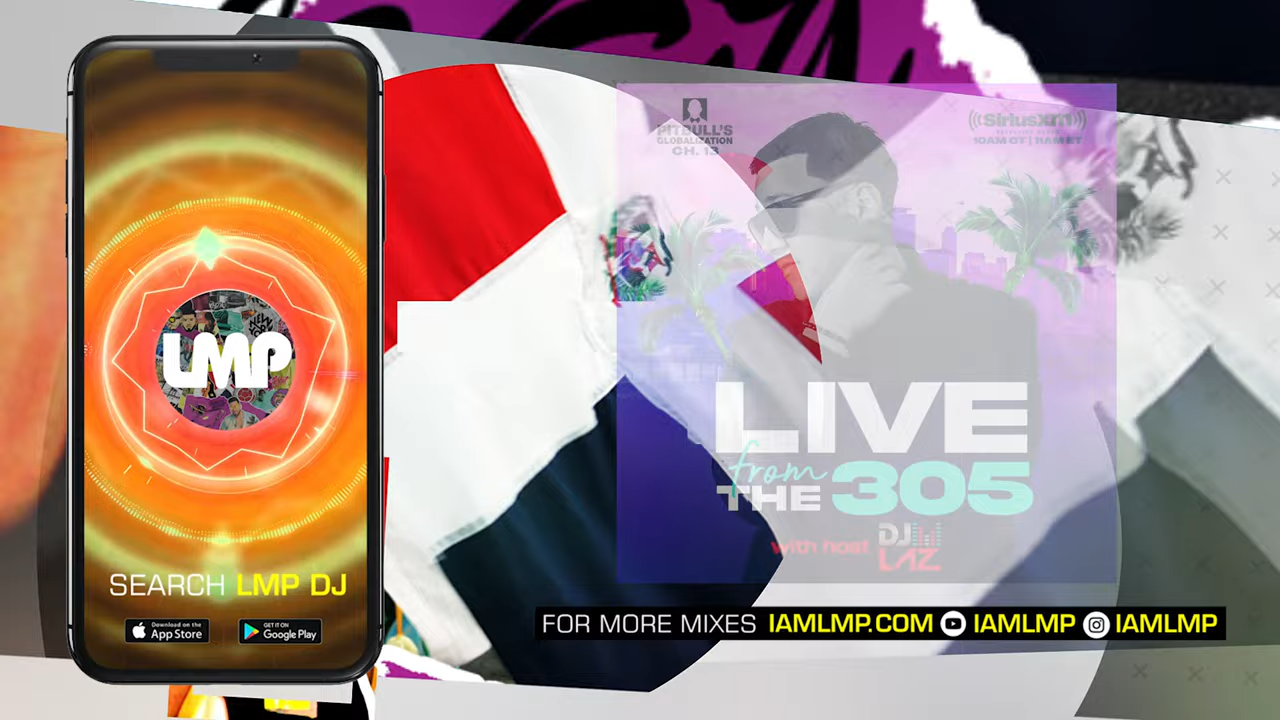 PITBULL'S
GLOBALIZATION
CH. 13
SiriusXM
10AM CT | 11AM ET
NEW
YORK
LMP
LIVE
from
THE 305
with host DJ LAZ
SEARCH LMP DJ
Download on the
App Store
GET IT ON
Google Play
FOR MORE MIXES IAMLMP.COM IAMLMP IAMLMP